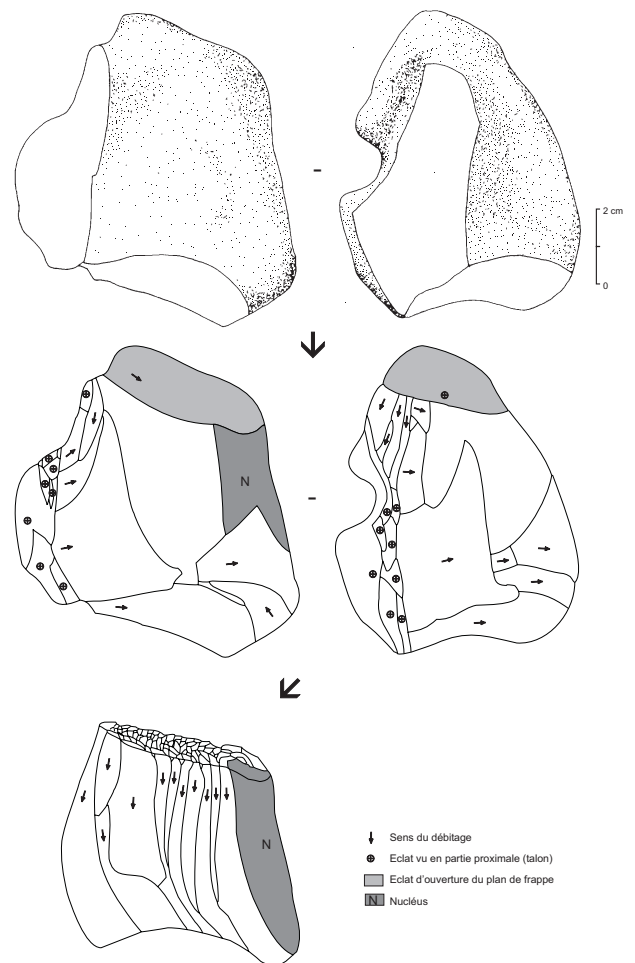 2 cm
0
N
N
Sens du débitage
Eclat vu en partie proximale (talon)
Eclat d'ouverture du plan de frappe
N Nucléus